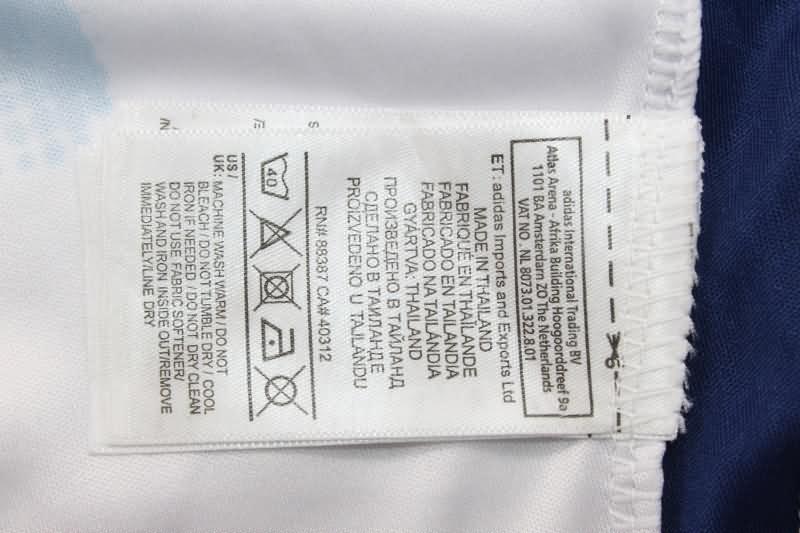 adidas International Trading BV
Atlas Arena - Afrika Building Hoogoorddreef 9a
1101 BA Amsterdam ZO The Netherlands
VAT NO. NL 8073.01.322.8.01
ET: adidas Imports and Exports Ltd
MADE IN THAILAND
FABRIQUÉ EN THAÏLANDE
FABRICADO EN TAILANDIA
FABRICADO NA TAILÂNDIA
GYÁRTVA: THAILAND
ПРОИЗВЕДЕНО В ТАЙЛАНД
СДЕЛАНО В ТАИЛАНДЕ
PROIZVEDENO U TAJLANDU
RN# 88387 CA# 40312
40
US /
UK: MACHINE WASH WARM / DO NOT
BLEACH / DO NOT TUMBLE DRY / COOL
IRON IF NEEDED / DO NOT DRY CLEAN
DO NOT USE FABRIC SOFTENER/
WASH AND IRON INSIDE OUT/REMOVE
IMMEDIATELY/LINE DRY